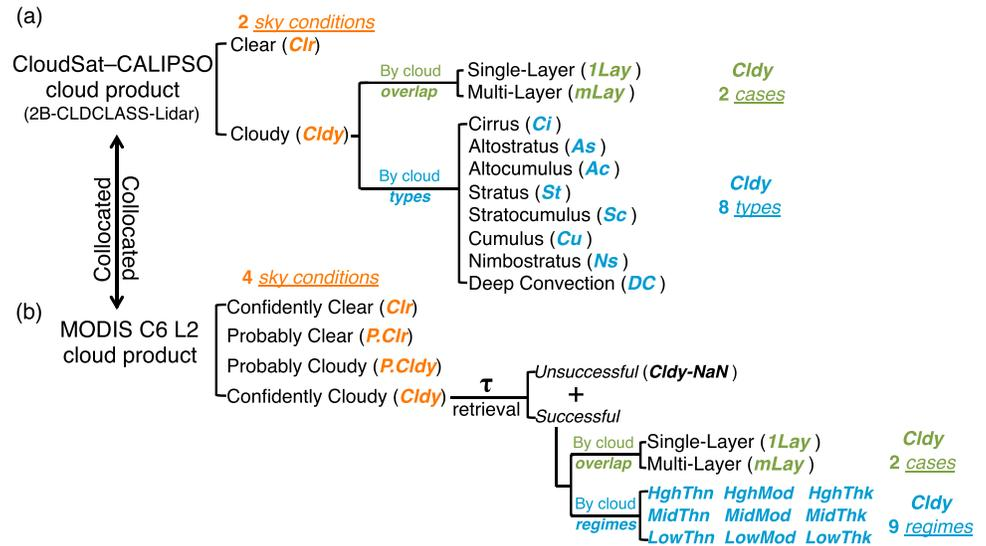 (a)
2 sky conditions
Clear (Clr)
CloudSat–CALIPSO
cloud product
(2B-CLDCLASS-Lidar)
Cloudy (Cldy)
By cloud
overlap
Single-Layer (1Lay )
Multi-Layer (mLay )
Cldy
2 cases
By cloud
types
Cirrus (Ci )
Altostratus (As )
Altocumulus (Ac )
Stratus (St )
Stratocumulus (Sc )
Cumulus (Cu )
Nimbostratus (Ns )
Deep Convection (DC )
Cldy
8 types
Collocated
Collocated
(b)
MODIS C6 L2
cloud product
4 sky conditions
Confidently Clear (Clr)
Probably Clear (P.Clr)
Probably Cloudy (P.Cldy)
Confidently Cloudy (Cldy)
τ
retrieval
Unsuccessful (Cldy-NaN )
+
Successful
By cloud
overlap
Single-Layer (1Lay )
Multi-Layer (mLay )
Cldy
2 cases
By cloud
regimes
HghThn HghMod HghThk
MidThn MidMod MidThk
LowThn LowMod LowThk
Cldy
9 regimes